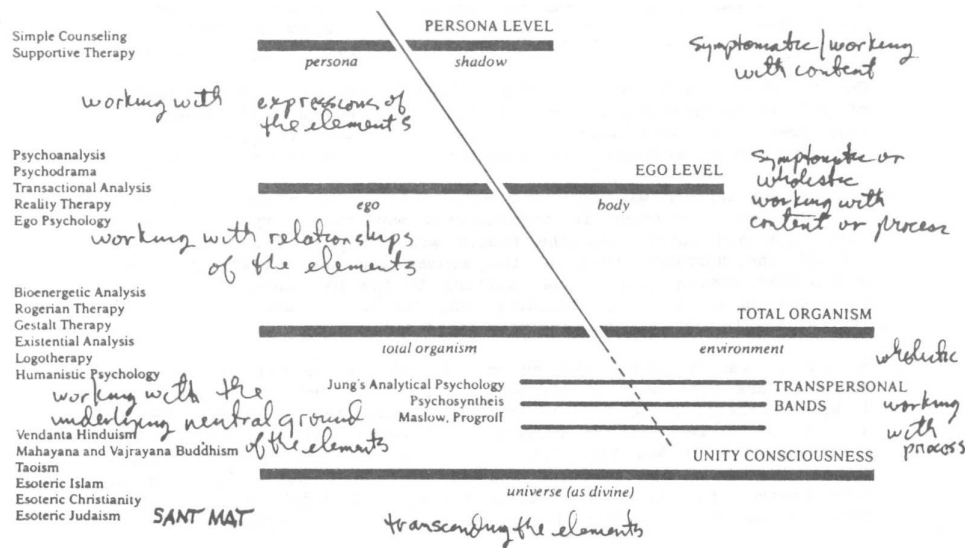 PERSONA LEVEL
Simple Counseling
Supportive Therapy
persona
shadow
symptomatic/working
with content
working with expressions of
the elements
Psychoanalysis
Psychodrama
Transactional Analysis
Reality Therapy
Ego Psychology
EGO LEVEL
ego
body
symptomatic or
wholistic
working with
content or process
working with relationships
of the elements
Bioenergetic Analysis
Rogerian Therapy
Gestalt Therapy
Existential Analysis
Logotherapy
Humanistic Psychology
TOTAL ORGANISM
total organism
environment
wholistic
working
with
process
Jung's Analytical Psychology
Psychosyntheis
Maslow, Progroff
TRANSPERSONAL
BANDS
working with the
underlying neutral ground
of the elements
Vendanta Hinduism
Mahayana and Vajrayana Buddhism
Taoism
Esoteric Islam
Esoteric Christianity
Esoteric Judaism
SANT MAT
UNITY CONSCIOUSNESS
universe (as divine)
transcending the elements